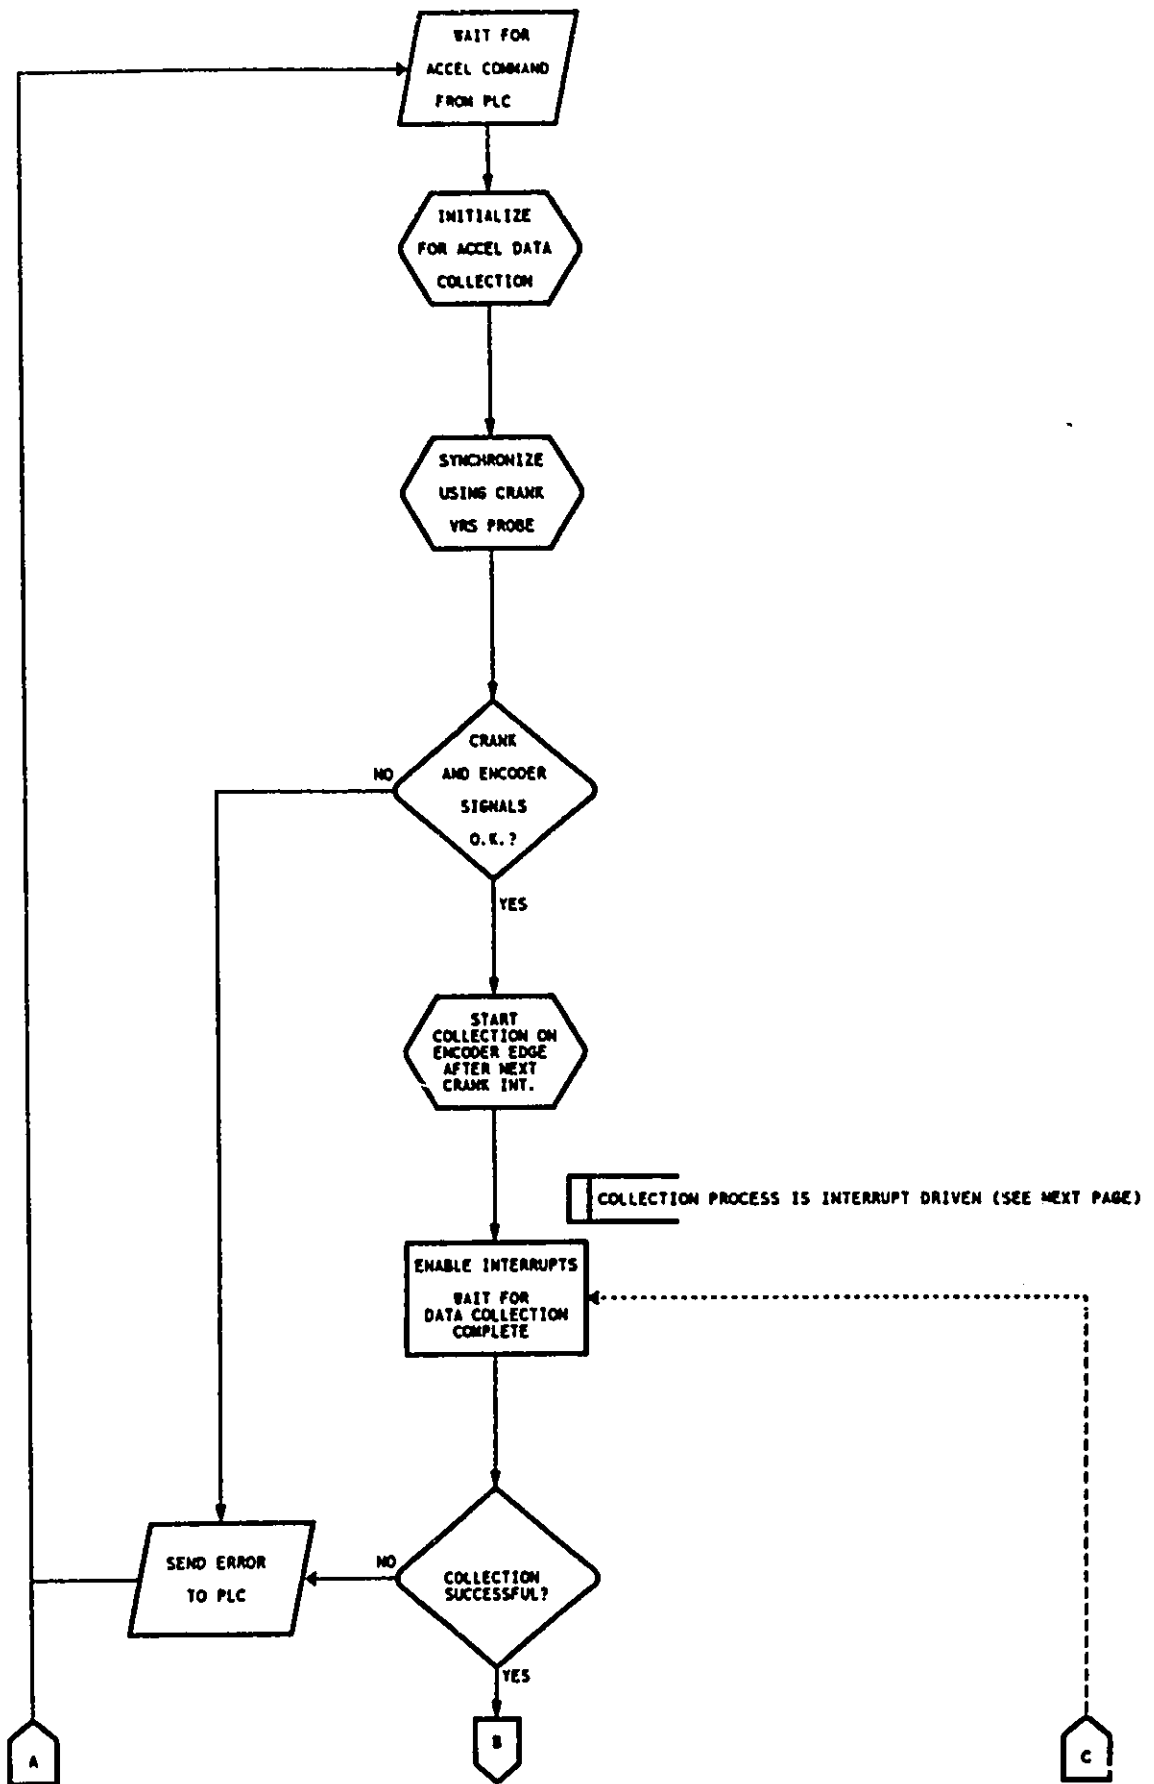 WAIT FOR
ACCEL COMMAND
FROM PLC
INITIALIZE
FOR ACCEL DATA
COLLECTION
SYNCHRONIZE
USING CRANK
VRS PROBE
CRANK
AND ENCODER
SIGNALS
O.K.?
NO
YES
START
COLLECTION ON
ENCODER EDGE
AFTER NEXT
CRANK INT.
COLLECTION PROCESS IS INTERRUPT DRIVEN (SEE NEXT PAGE)
ENABLE INTERRUPTS
WAIT FOR
DATA COLLECTION
COMPLETE
SEND ERROR
TO PLC
NO
COLLECTION
SUCCESSFUL?
YES
A
B
C